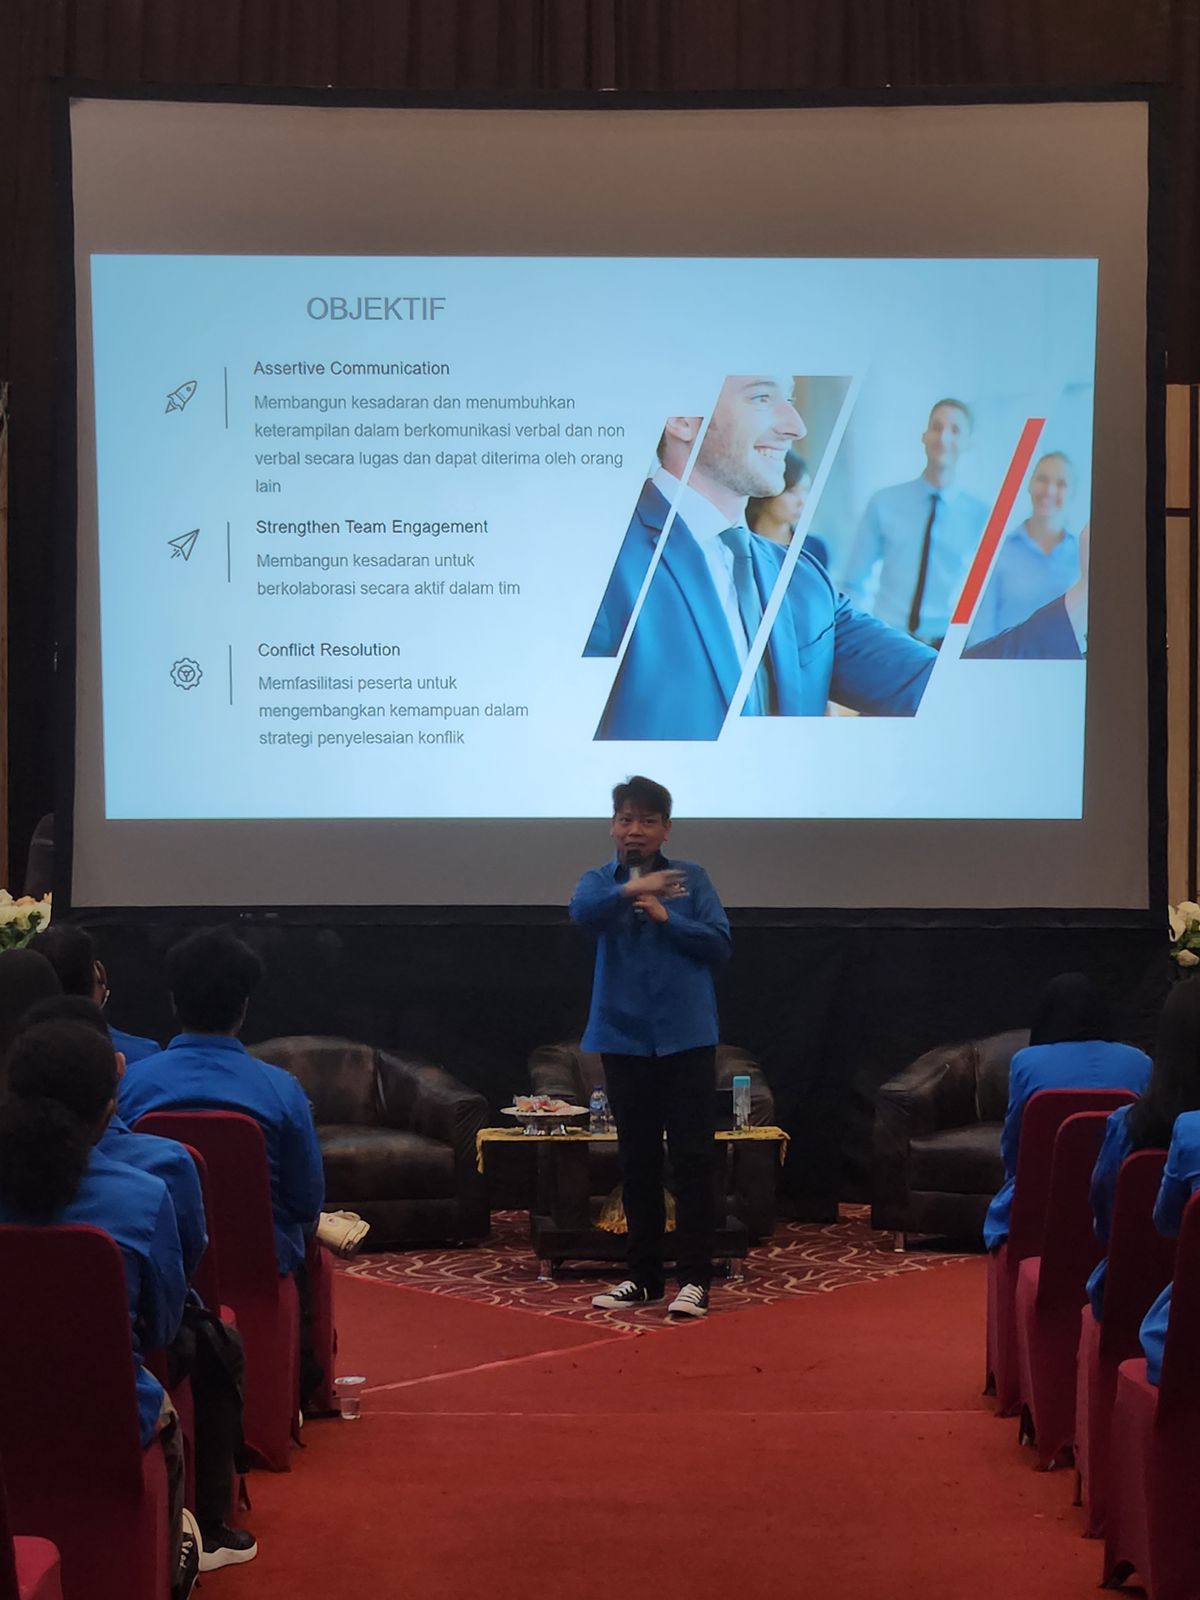 OBJEKTIF
Assertive Communication
Membangun kesadaran dan menumbuhkan
keterampilan dalam berkomunikasi verbal dan non
verbal secara lugas dan dapat diterima oleh orang
lain
Strengthen Team Engagement
Membangun kesadaran untuk
berkolaborasi secara aktif dalam tim
Conflict Resolution
Memfasilitasi peserta untuk
mengembangkan kemampuan dalam
strategi penyelesaian konflik